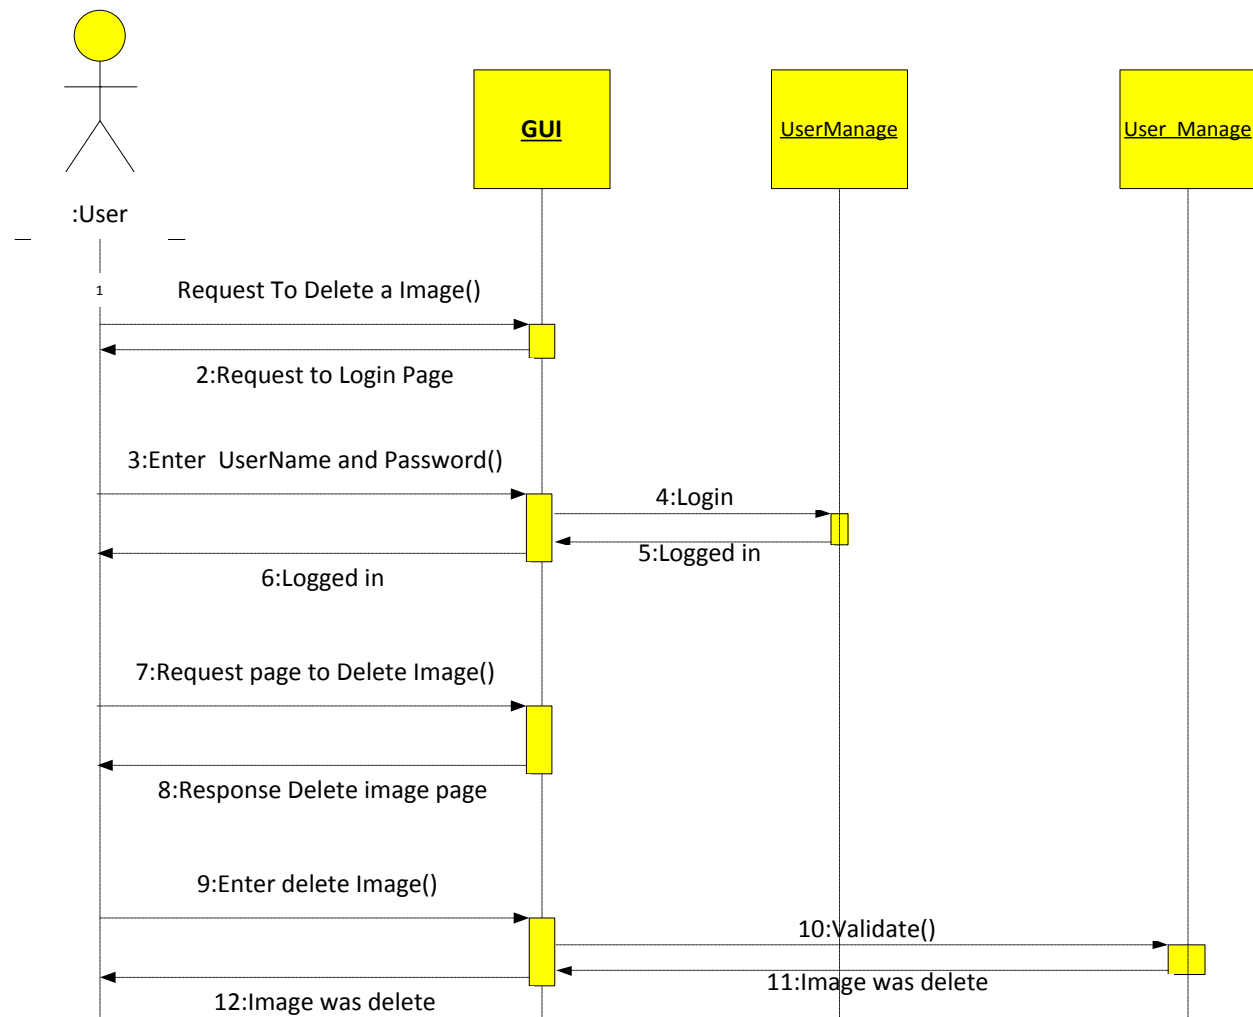 GUI
UserManage
User Manage
:User
1 Request To Delete a Image()
2:Request to Login Page
3:Enter UserName and Password()
4:Login
5:Logged in
6:Logged in
7:Request page to Delete Image()
8:Response Delete image page
9:Enter delete Image()
10:Validate()
11:Image was delete
12:Image was delete